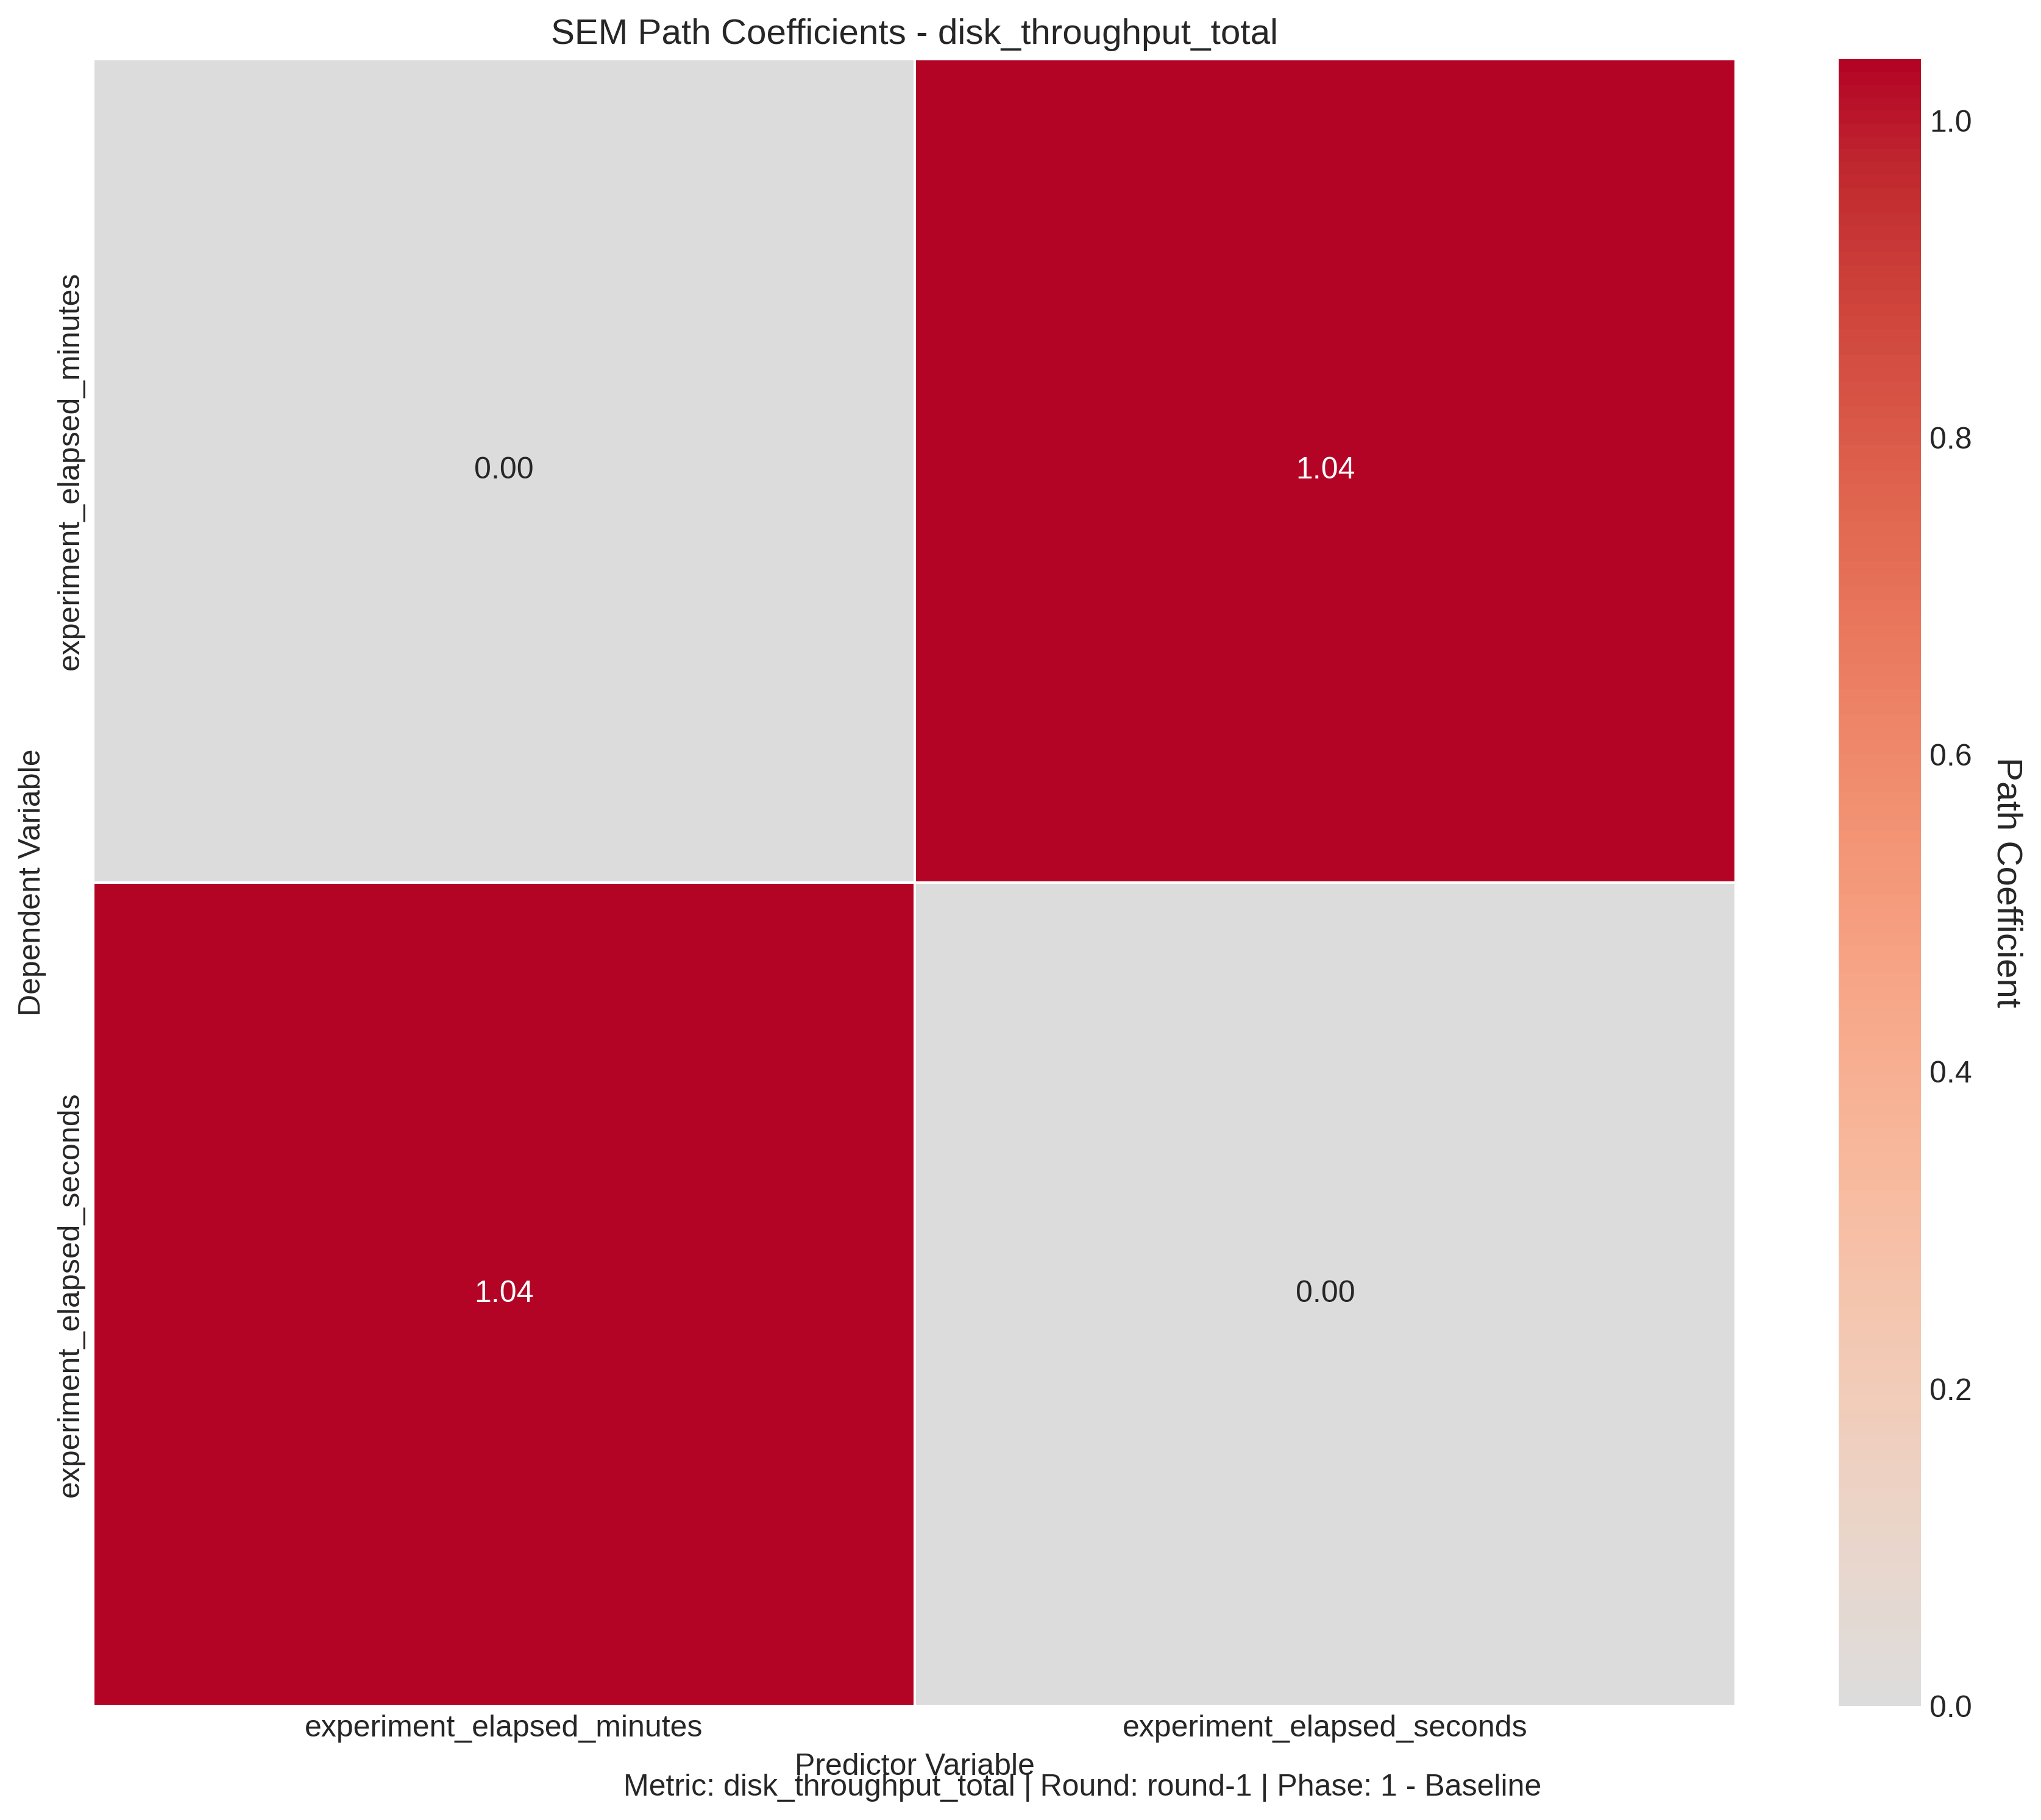 SEM Path Coefficients - disk_throughput_total
experiment_elapsed_minutes
experiment_elapsed_seconds
Dependent Variable
0.00
1.04
1.04
0.00
experiment_elapsed_minutes
experiment_elapsed_seconds
Predictor Variable
Metric: disk_throughput_total | Round: round-1 | Phase: 1 - Baseline
1.0
0.8
0.6
0.4
0.2
0.0
Path Coefficient